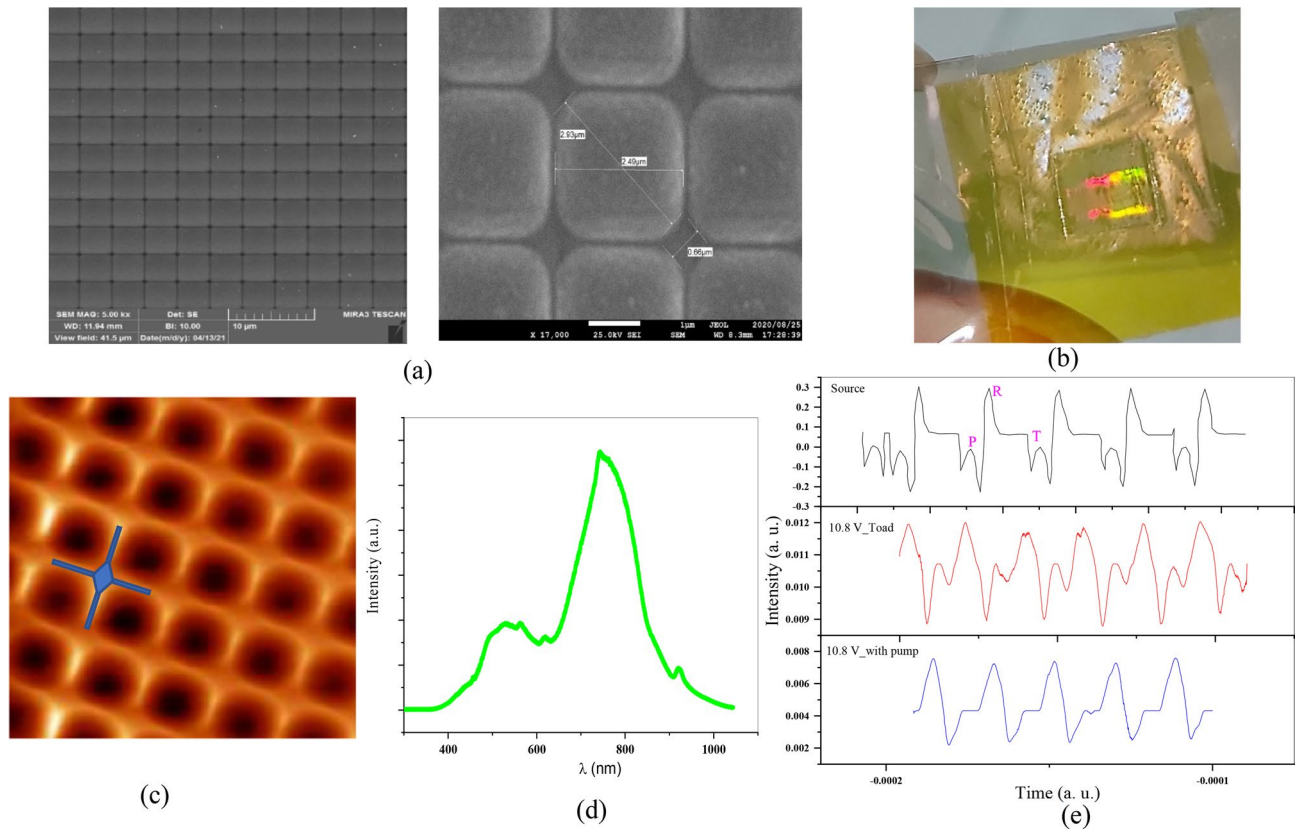 SEM MAG: 5.00 kx Det: SE MIRA3 TESCAN
WD: 11.94 mm BI: 10.00 10 μm
View field: 41.5 μm Date(m/d/y): 04/13/21
2.93μm
2.49μm
0.66μm
1μm JEOL 2020/08/25
X 17,000 25.0kV SEI SEM WD 8.3mm 17:28:39
(a)
(b)
(c)
Intensity (a.u.)
400 600 800 1000
λ (nm)
(d)
Source
R
P
T
0.3
0.2
0.1
0.0
-0.1
-0.2
-0.3
10.8 V_Toad
0.012
0.011
0.010
0.009
Intensity (a. u.)
10.8 V_with pump
0.008
0.006
0.004
0.002
-0.0002 -0.0001
Time (a. u.)
(e)